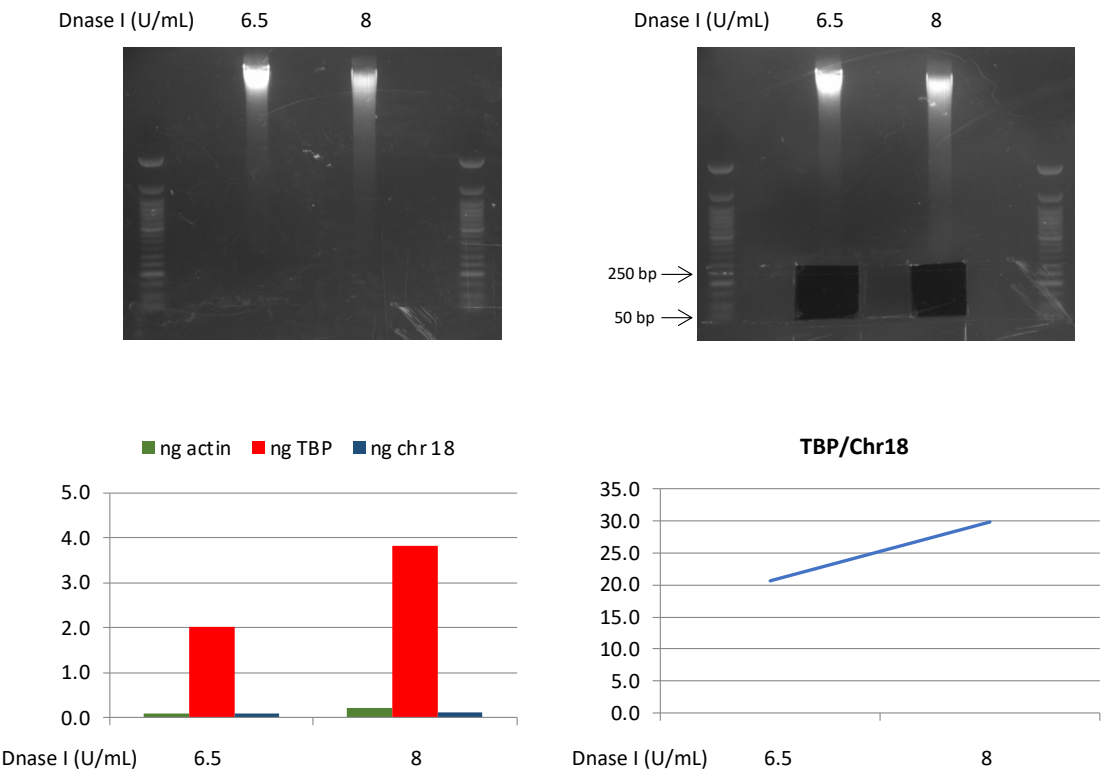 Dnase I (U/mL) 6.5 8
Dnase I (U/mL) 6.5 8
250 bp
50 bp
ng actin ng TBP ng chr 18
5.0
4.0
3.0
2.0
1.0
0.0
Dnase I (U/mL) 6.5 8
TBP/Chr18
35.0
30.0
25.0
20.0
15.0
10.0
5.0
0.0
Dnase I (U/mL) 6.5 8